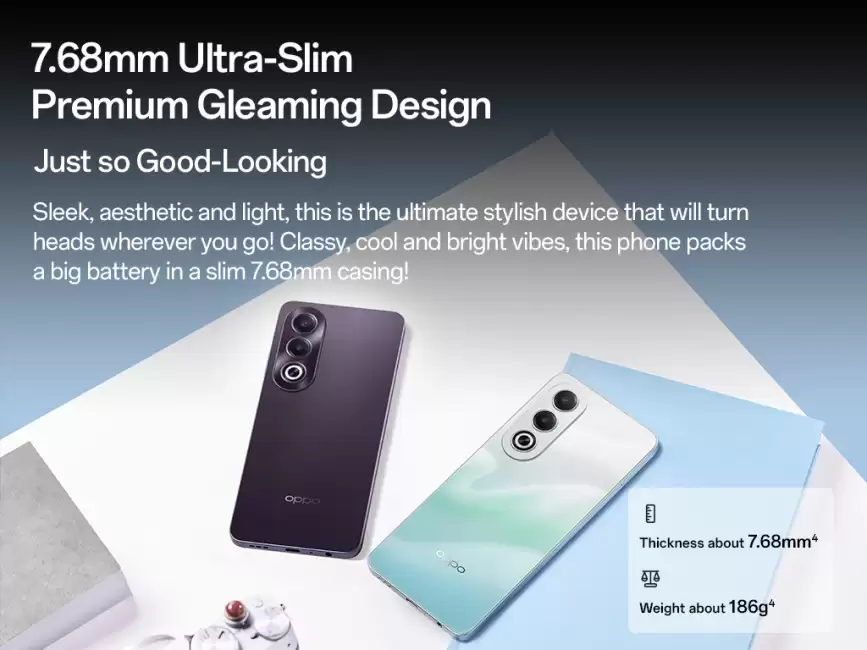 7.68mm Ultra-Slim
Premium Gleaming Design
Just so Good-Looking
Sleek, aesthetic and light, this is the ultimate stylish device that will turn
heads wherever you go! Classy, cool and bright vibes, this phone packs
a big battery in a slim 7.68mm casing!
oppo
oppo
Thickness about 7.68mm⁴
Weight about 186g⁴